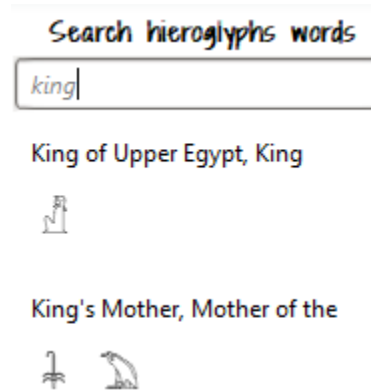 Search hieroglyphs words
king
King of Upper Egypt, King
King's Mother, Mother of the
𓅐